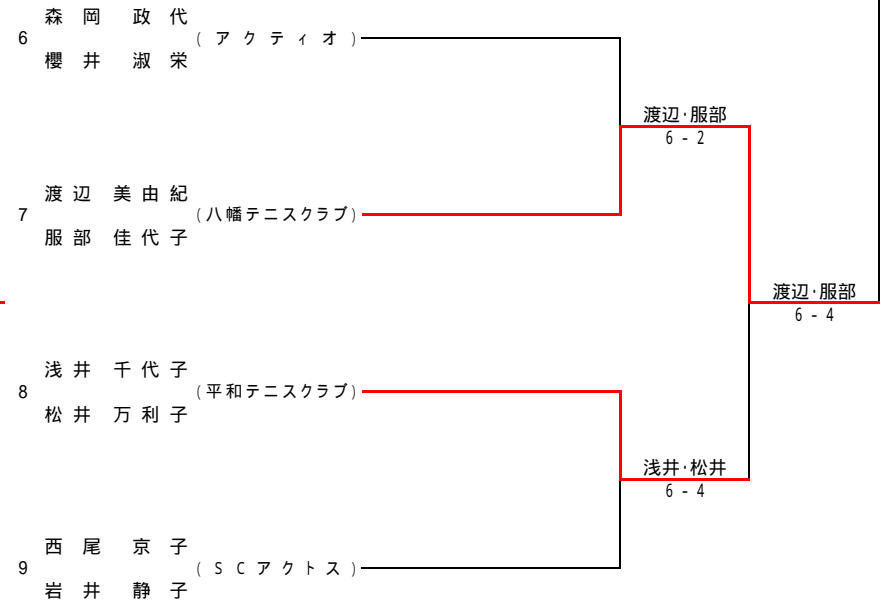 森岡 政代
6 (アクティオ)
櫻井 淑栄
渡辺・服部
6-2
渡辺 美由紀
7 (八幡テニスクラブ)
服部 佳代子
渡辺・服部
6-4
浅井 千代子
8 (平和テニスクラブ)
松井 万利子
浅井・松井
6-4
西尾 京子
9 (SCアクトス)
岩井 静子